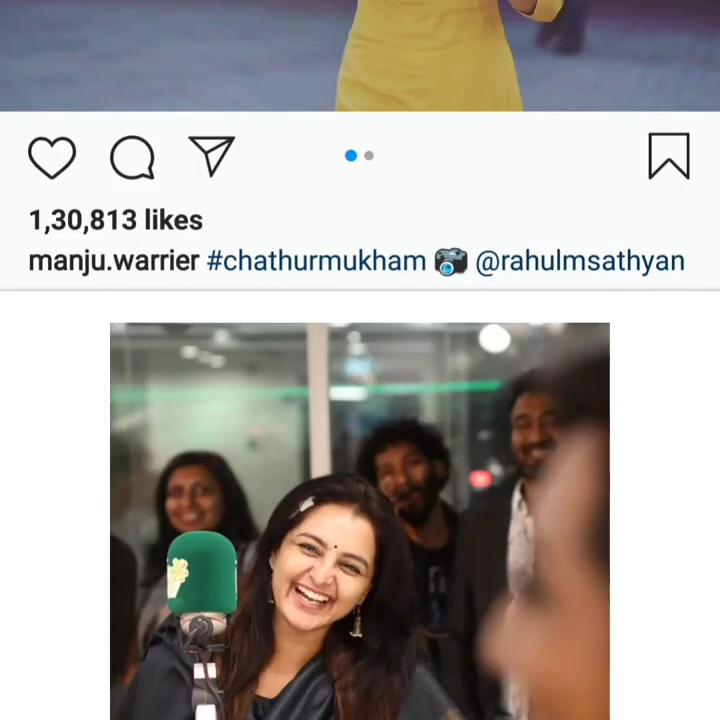 1,30,813 likes
manju.warrier #chathurmukham 📷 @rahulmsathyan